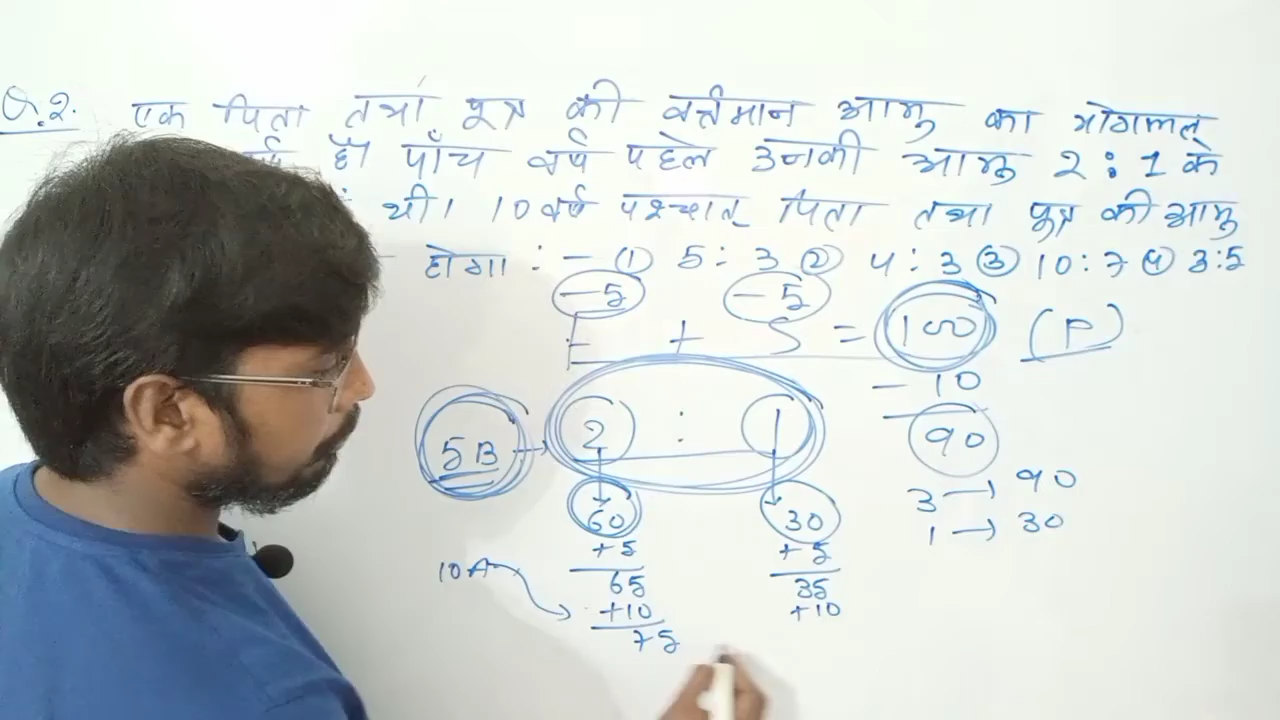 Q.2. एक पिता तथा पुत्र की वर्त्तमान आयु का योगफल
वर्ष है। पाँच वर्ष पहले उनकी आयु 2 : 1 के
थी। 10 वर्ष पश्चात् पिता तथा पुत्र की आयु
होगा : - (1) 5 : 3 (2) 4 : 3 (3) 10 : 7 (4) 3:5
-5 -5
F + S = 100 (P)
- 10
5B → 2 : 1 90
3 → 90
60 30 1 → 30
+5 +5
10A 65 35
+10 +10
75